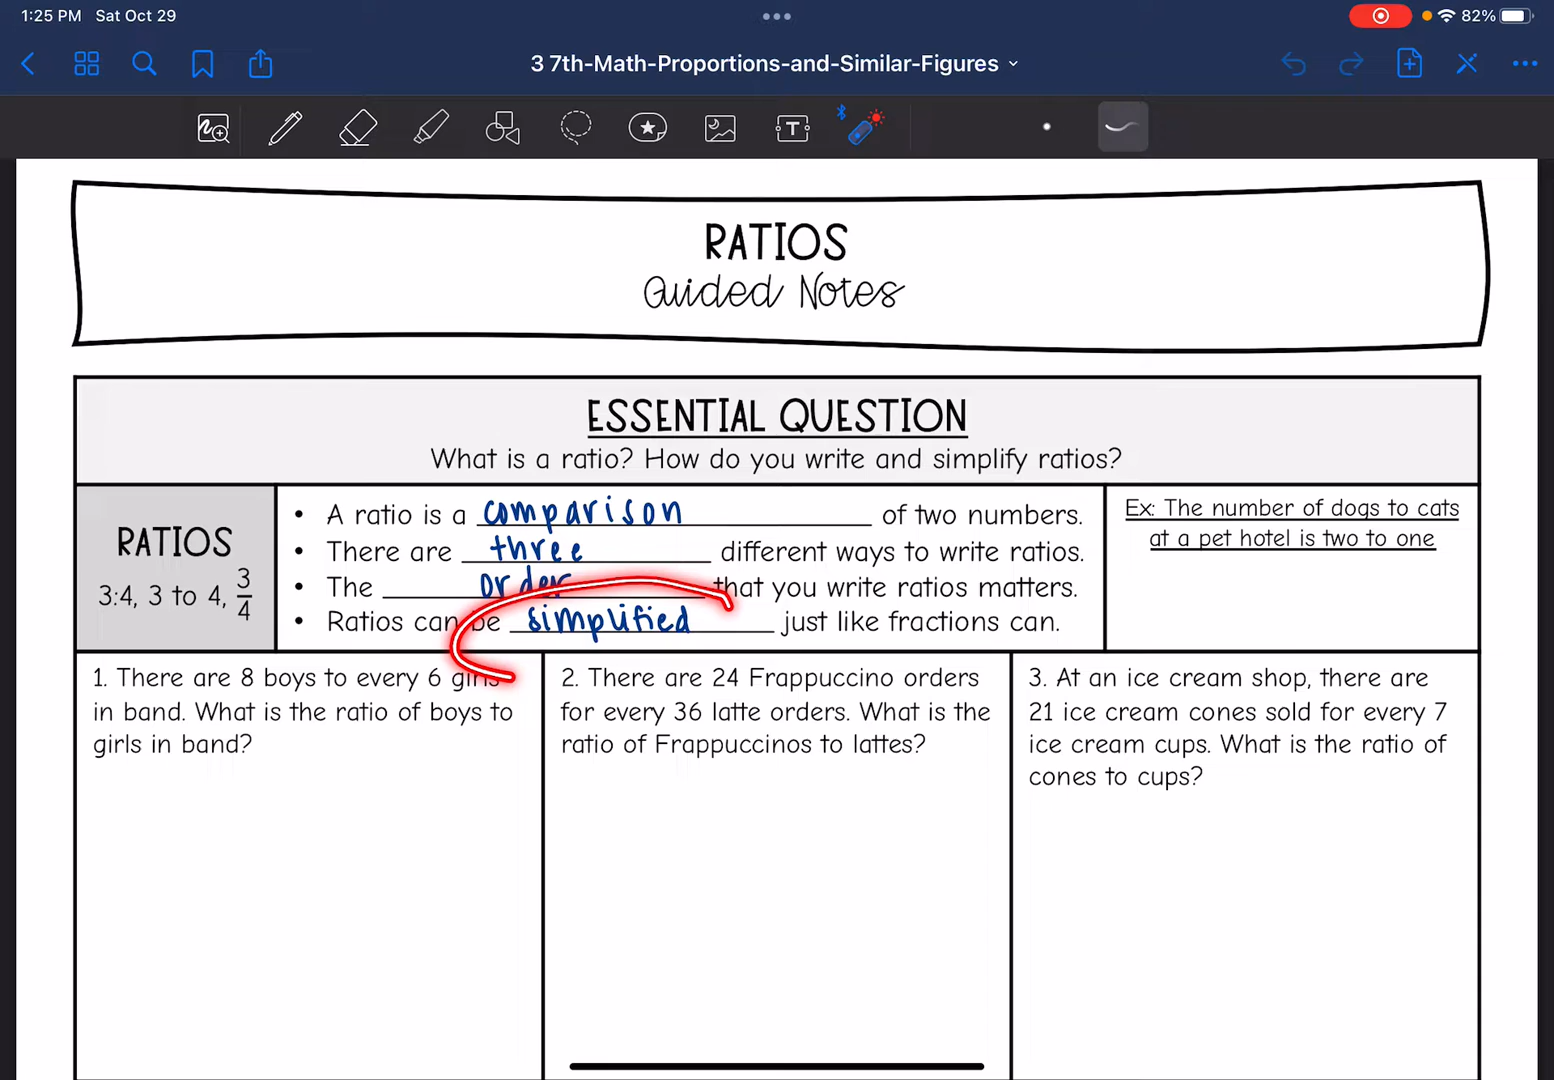 1:25 PM Sat Oct 29
82%
3 7th-Math-Proportions-and-Similar-Figures
T
RATIOS
Guided Notes
ESSENTIAL QUESTION
What is a ratio? How do you write and simplify ratios?
RATIOS
3:4, 3 to 4, 3/4
• A ratio is a comparison of two numbers.
• There are three different ways to write ratios.
• The order that you write ratios matters.
• Ratios can be simplified just like fractions can.
Ex: The number of dogs to cats
at a pet hotel is two to one
1. There are 8 boys to every 6 girls
in band. What is the ratio of boys to
girls in band?
2. There are 24 Frappuccino orders
for every 36 latte orders. What is the
ratio of Frappuccinos to lattes?
3. At an ice cream shop, there are
21 ice cream cones sold for every 7
ice cream cups. What is the ratio of
cones to cups?